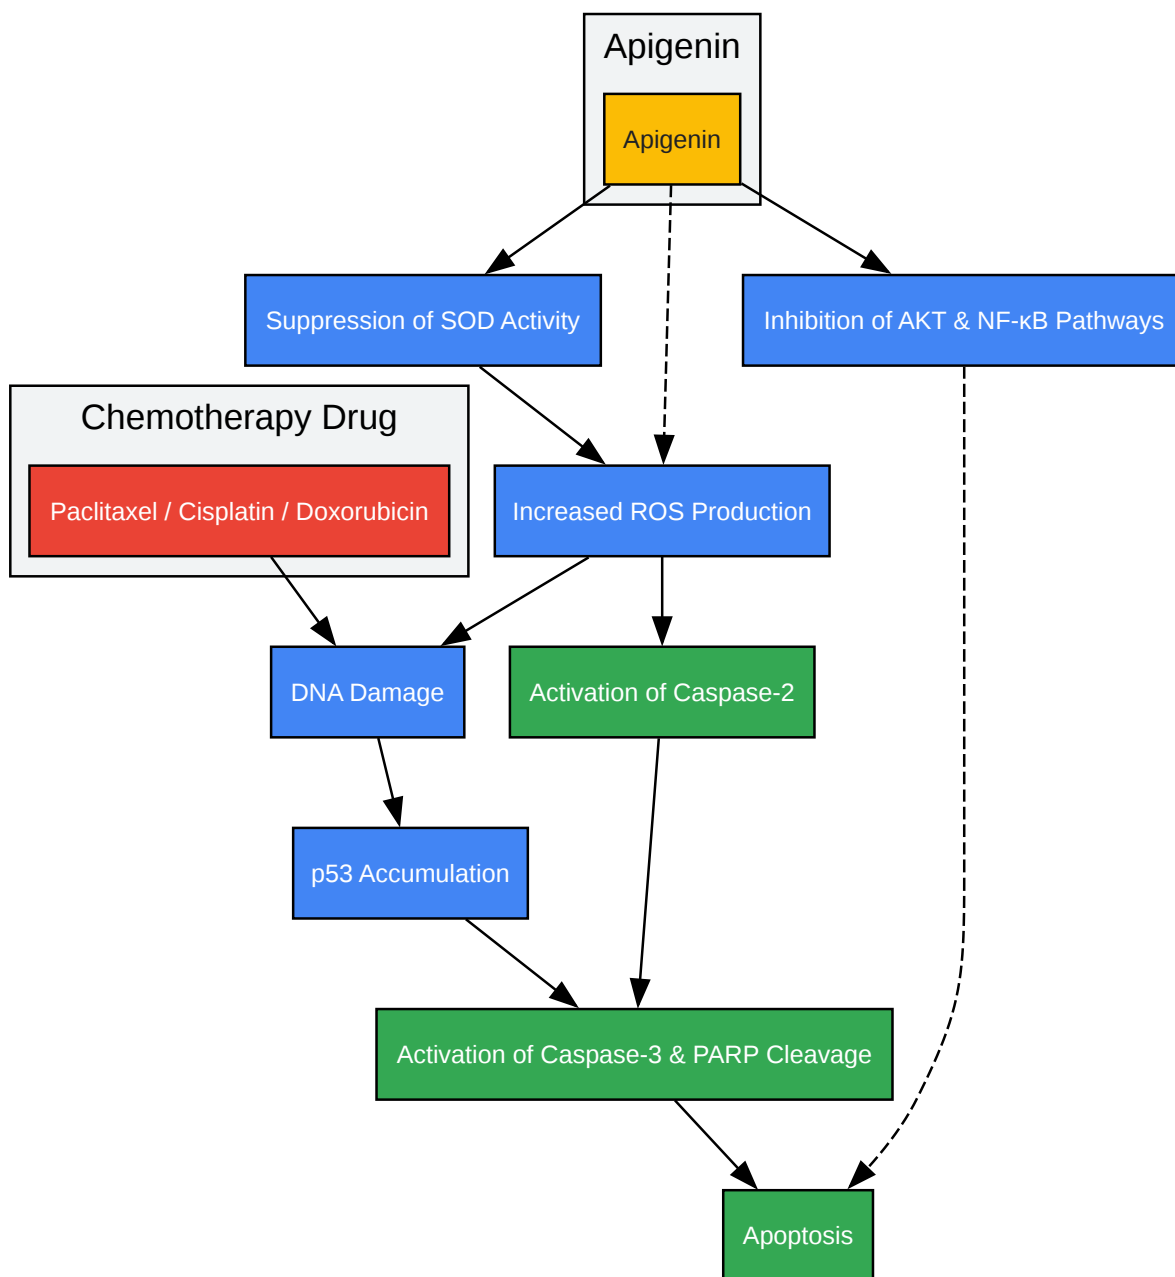 Apigenin
Apigenin
Suppression of SOD Activity
Inhibition of AKT & NF-κB Pathways
Chemotherapy Drug
Paclitaxel / Cisplatin / Doxorubicin
Increased ROS Production
DNA Damage
Activation of Caspase-2
p53 Accumulation
Activation of Caspase-3 & PARP Cleavage
Apoptosis